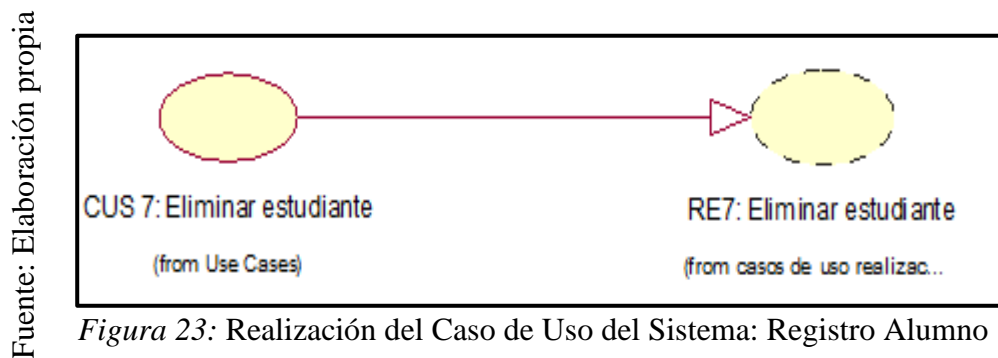 Fuente: Elaboración propia
CUS 7: Eliminar estudiante
(from Use Cases)
RE7: Eliminar estudiante
(from casos de uso realizac...
Figura 23: Realización del Caso de Uso del Sistema: Registro Alumno